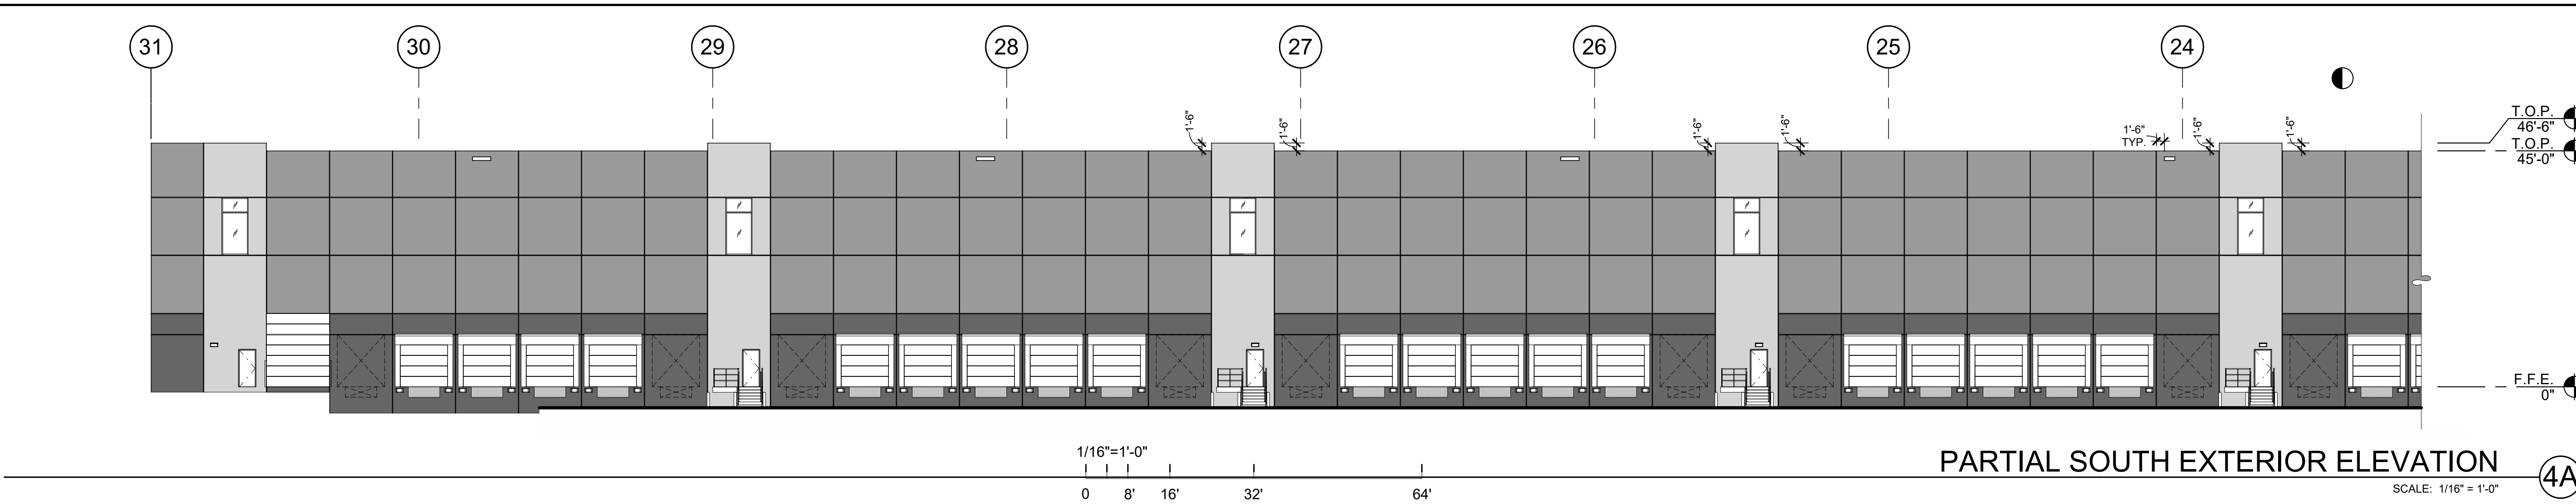 31 30 29 28 27 26 25 24
1'-6" 1'-6" 1'-6" 1'-6" 1'-6" 1'-6"
1'-6"
TYP.
T.O.P.
46'-6"
T.O.P.
45'-0"
F.F.E.
0"
1/16"=1'-0"
0 8' 16' 32' 64'
PARTIAL SOUTH EXTERIOR ELEVATION
SCALE: 1/16" = 1'-0"
4A